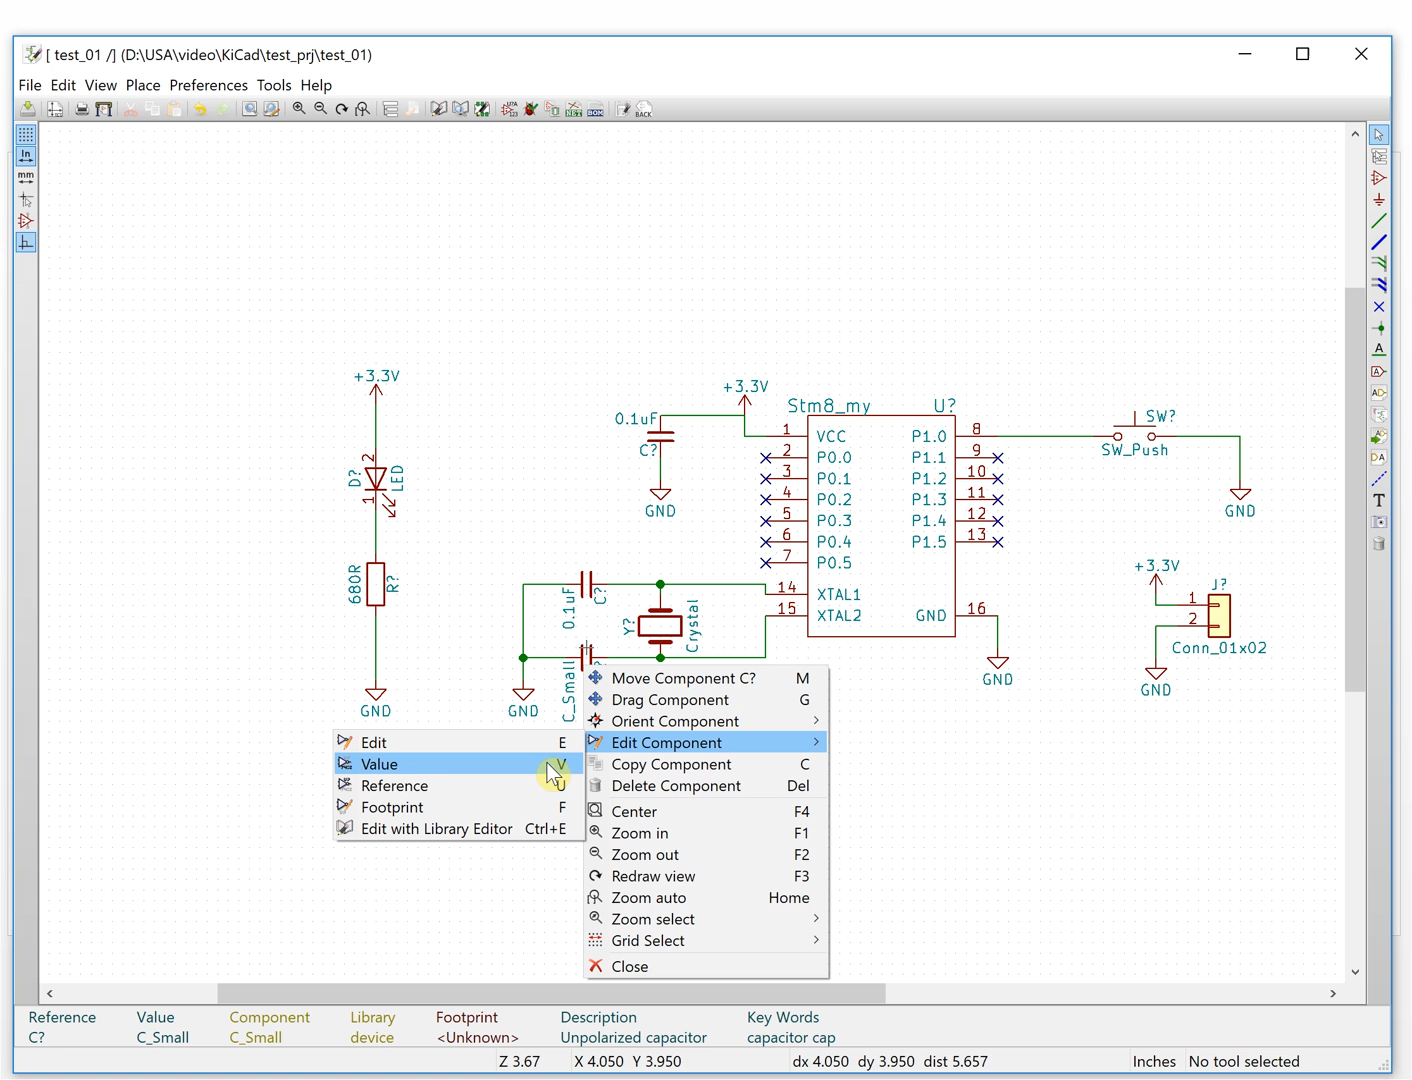 [ test_01 /] (D:\USA\video\KiCad\test_prj\test_01)
File Edit View Place Preferences Tools Help
In
mm
BACK
NET
BOM
+3.3V
2
D?
LED
1
680R
R?
GND
0.1uF
C?
GND
+3.3V
Stm8_my U?
1 VCC P1.0 8
2 P0.0 P1.1 9
3 P0.1 P1.2 10
4 P0.2 P1.3 11
5 P0.3 P1.4 12
6 P0.4 P1.5 13
7 P0.5
14 XTAL1
15 XTAL2 GND 16
GND
SW?
SW_Push
GND
0.1uF
C?
Y?
Crystal
C_Small
GND
+3.3V
J?
1
2
Conn_01x02
GND
Move Component C? M
Drag Component G
Orient Component
Edit Component
Copy Component C
Delete Component Del
Center F4
Zoom in F1
Zoom out F2
Redraw view F3
Zoom auto Home
Zoom select
Grid Select
Close
Edit E
Value V
Reference U
Footprint F
Edit with Library Editor Ctrl+E
A
T
Reference Value Component Library Footprint Description Key Words
C? C_Small C_Small device <Unknown> Unpolarized capacitor capacitor cap
Z 3.67 X 4.050 Y 3.950 dx 4.050 dy 3.950 dist 5.657 Inches No tool selected